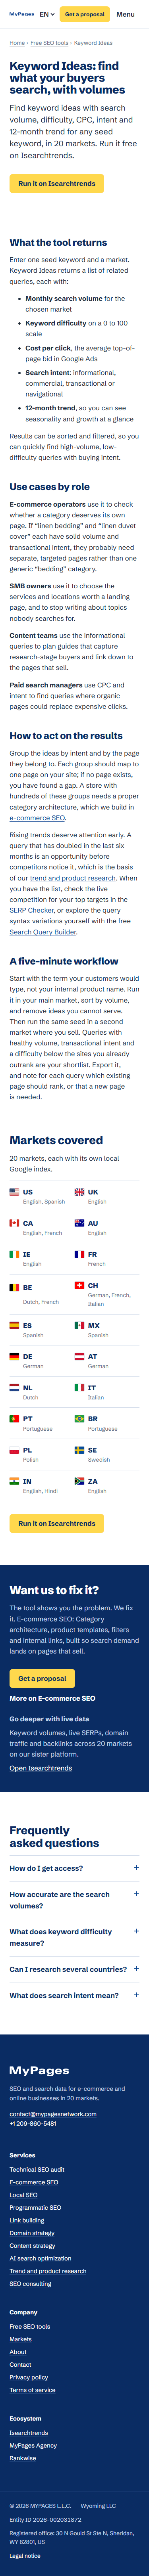 MyPages EN Get a proposal Menu
Home › Free SEO tools › Keyword Ideas
Keyword Ideas: find
what your buyers
search, with volumes
Find keyword ideas with search
volume, difficulty, CPC, intent and
12-month trend for any seed
keyword, in 20 markets. Run it free
on Isearchtrends.
Run it on Isearchtrends
What the tool returns
Enter one seed keyword and a market.
Keyword Ideas returns a list of related
queries, each with:
• Monthly search volume for the
chosen market
• Keyword difficulty on a 0 to 100
scale
• Cost per click, the average top-of-
page bid in Google Ads
• Search intent: informational,
commercial, transactional or
navigational
• 12-month trend, so you can see
seasonality and growth at a glance
Results can be sorted and filtered, so you
can quickly find high-volume, low-
difficulty queries with buying intent.
Use cases by role
E-commerce operators use it to check
whether a category deserves its own
page. If “linen bedding” and “linen duvet
cover” each have solid volume and
transactional intent, they probably need
separate, targeted pages rather than one
generic “bedding” category.
SMB owners use it to choose the
services and locations worth a landing
page, and to stop writing about topics
nobody searches for.
Content teams use the informational
queries to plan guides that capture
research-stage buyers and link down to
the pages that sell.
Paid search managers use CPC and
intent to find queries where organic
pages could replace expensive clicks.
How to act on the results
Group the ideas by intent and by the page
they belong to. Each group should map to
one page on your site; if no page exists,
you have found a gap. A store with
hundreds of these groups needs a proper
category architecture, which we build in
e-commerce SEO.
Rising trends deserve attention early. A
query that has doubled in the last six
months is an opportunity before
competitors notice it, which is the basis
of our trend and product research. When
you have the list, check the live
competition for your top targets in the
SERP Checker, or explore the query
syntax variations yourself with the free
Search Query Builder.
A five-minute workflow
Start with the term your customers would
type, not your internal product name. Run
it in your main market, sort by volume,
and remove ideas you cannot serve.
Then run the same seed in a second
market where you sell. Queries with
healthy volume, transactional intent and
difficulty below the sites you already
outrank are your shortlist. Export it,
and note for each query which existing
page should rank, or that a new page
is needed.
Markets covered
20 markets, each with its own local
Google index.
US
English, Spanish
UK
English
CA
English, French
AU
English
IE
English
FR
French
BE
Dutch, French
CH
German, French,
Italian
ES
Spanish
MX
Spanish
DE
German
AT
German
NL
Dutch
IT
Italian
PT
Portuguese
BR
Portuguese
PL
Polish
SE
Swedish
IN
English, Hindi
ZA
English
Run it on Isearchtrends
Want us to fix it?
The tool shows you the problem. We fix
it. E-commerce SEO: Category
architecture, product templates, filters
and internal links, built so search demand
lands on pages that sell.
Get a proposal
More on E-commerce SEO
Go deeper with live data
Keyword volumes, live SERPs, domain
traffic and backlinks across 20 markets
on our sister platform.
Open Isearchtrends
Frequently
asked questions
How do I get access? +
How accurate are the search
volumes? +
What does keyword difficulty
measure? +
Can I research several countries? +
What does search intent mean? +
MyPages
SEO and search data for e-commerce and
online businesses in 20 markets.
contact@mypagesnetwork.com
+1 209-860-5481
Services
Technical SEO audit
E-commerce SEO
Local SEO
Programmatic SEO
Link building
Domain strategy
Content strategy
AI search optimization
Trend and product research
SEO consulting
Company
Free SEO tools
Markets
About
Contact
Privacy policy
Terms of service
Ecosystem
Isearchtrends
MyPages Agency
Rankwise
© 2026 MYPAGES L.L.C. Wyoming LLC
Entity ID 2026-002031872
Registered office: 30 N Gould St Ste N, Sheridan,
WY 82801, US
Legal notice